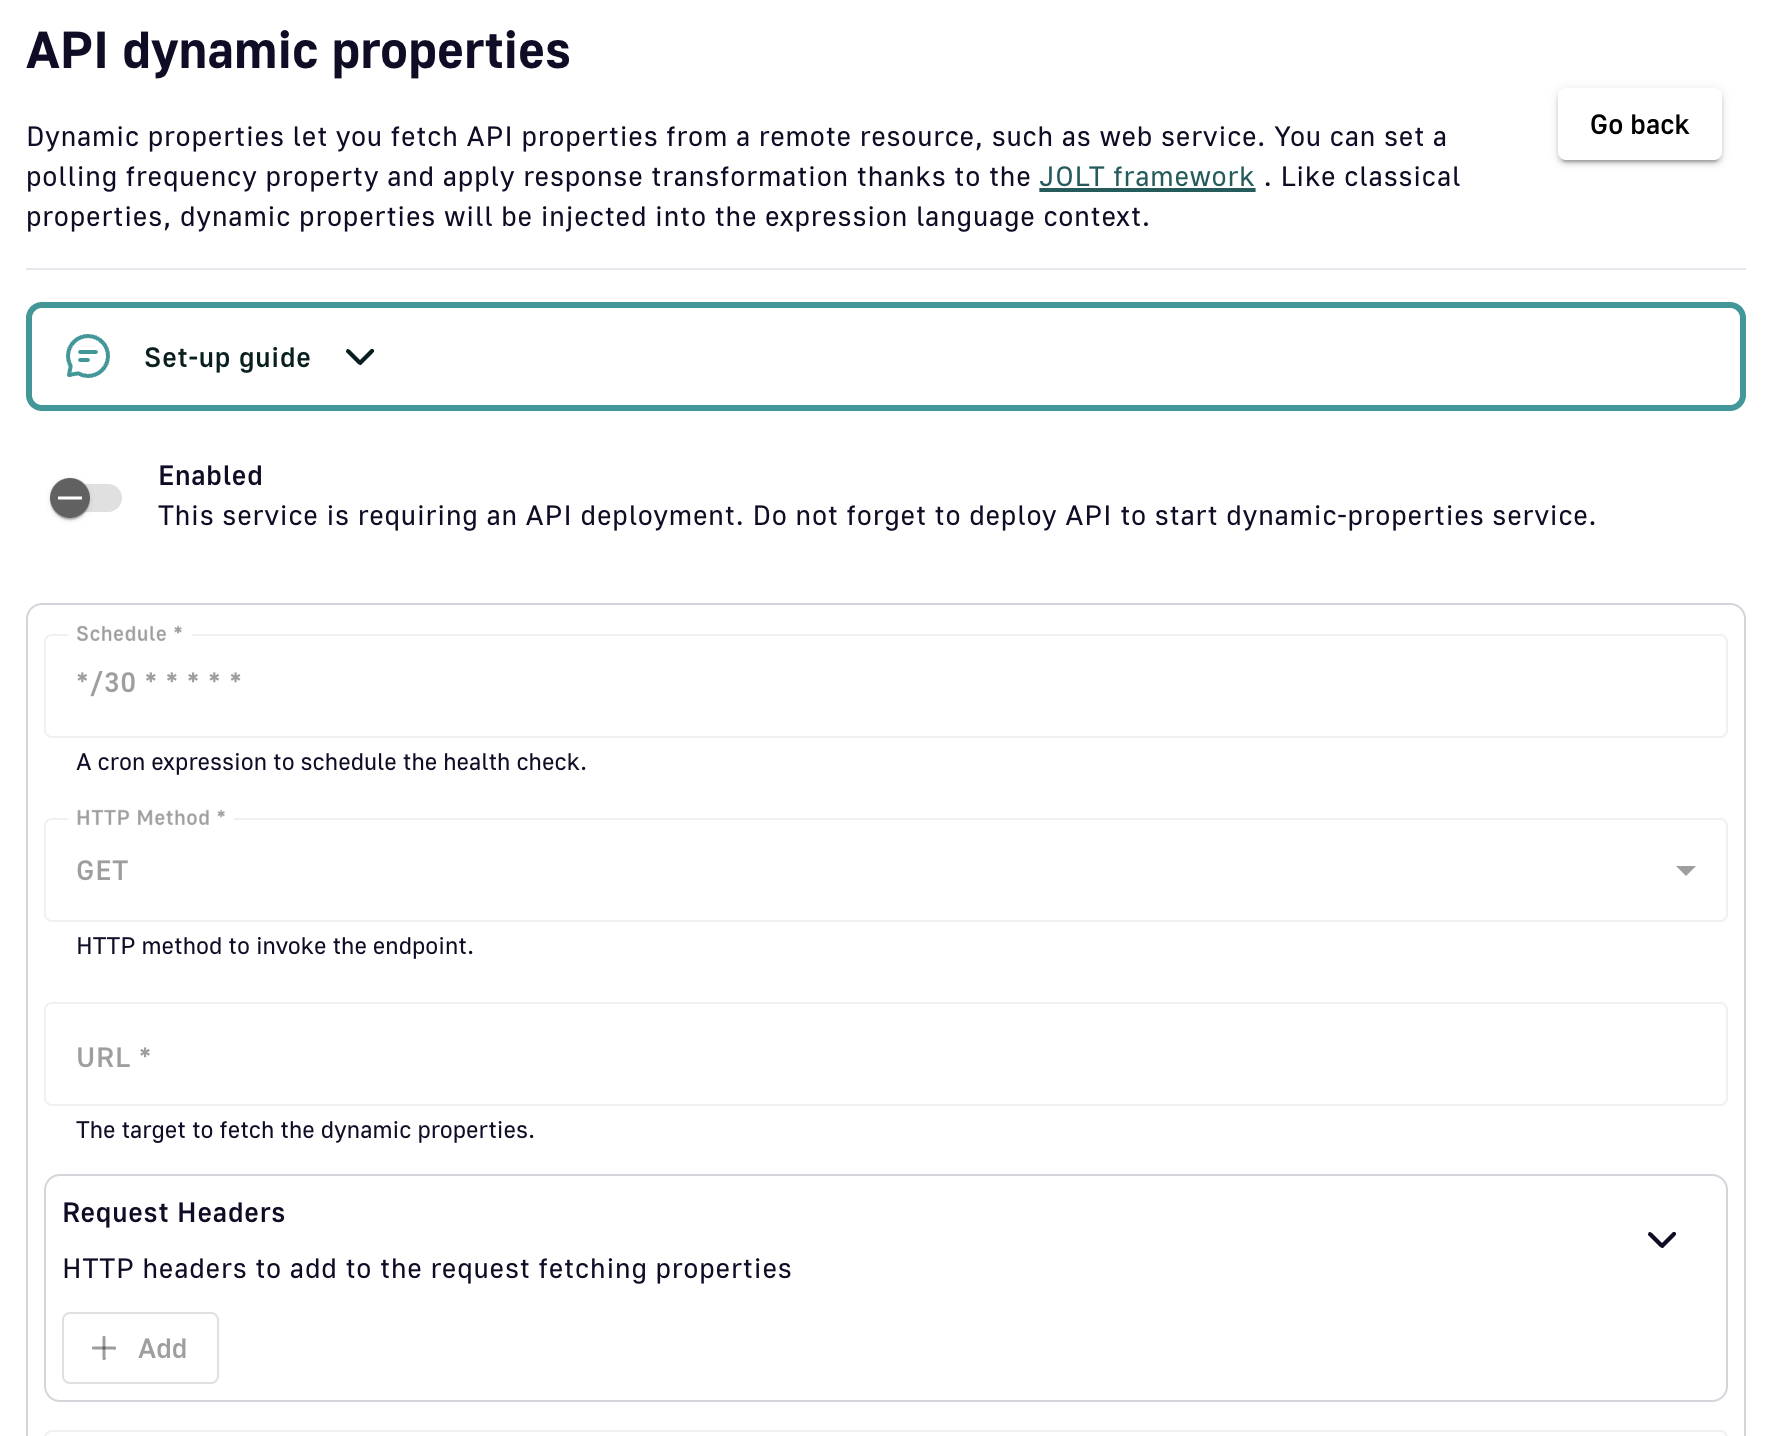 API dynamic properties
Dynamic properties let you fetch API properties from a remote resource, such as web service. You can set a
polling frequency property and apply response transformation thanks to the JOLT framework . Like classical
properties, dynamic properties will be injected into the expression language context.
Go back
Set-up guide
Enabled
This service is requiring an API deployment. Do not forget to deploy API to start dynamic-properties service.
Schedule *
*/30 * * * * *
A cron expression to schedule the health check.
HTTP Method *
GET
HTTP method to invoke the endpoint.
URL *
The target to fetch the dynamic properties.
Request Headers
HTTP headers to add to the request fetching properties
Add